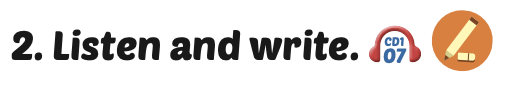 2. Listen and write. CD1
07